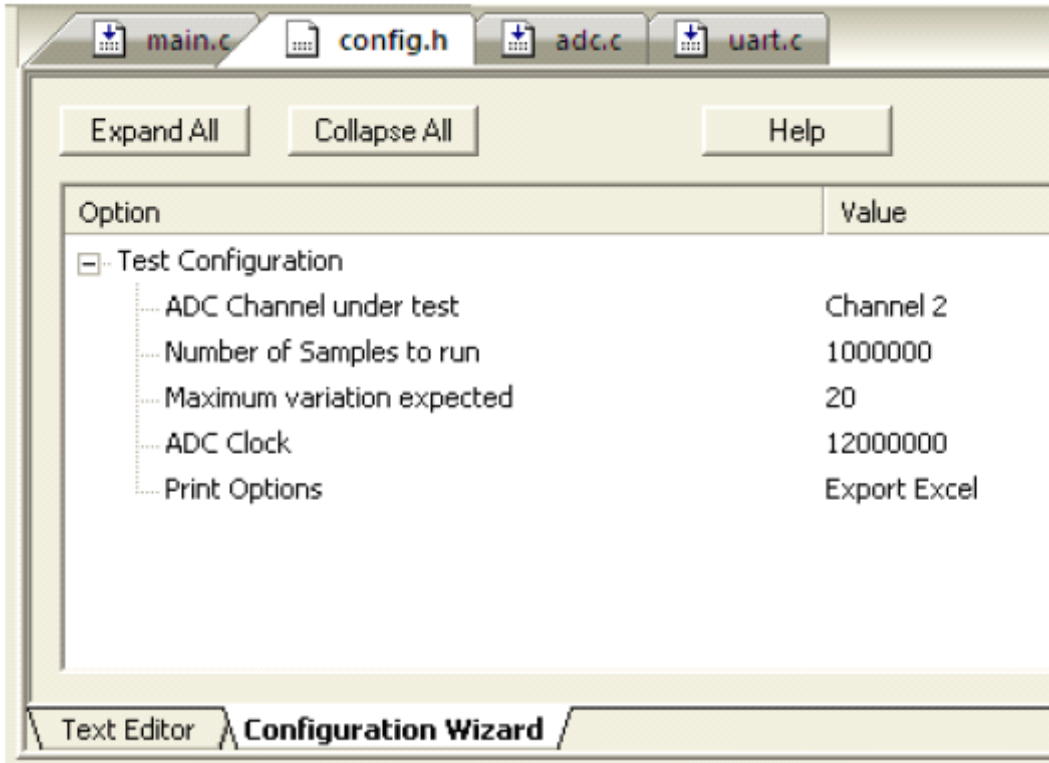 main.c config.h adc.c uart.c
Expand All Collapse All Help
Option Value
Test Configuration
ADC Channel under test Channel 2
Number of Samples to run 1000000
Maximum variation expected 20
ADC Clock 12000000
Print Options Export Excel
Text Editor Configuration Wizard